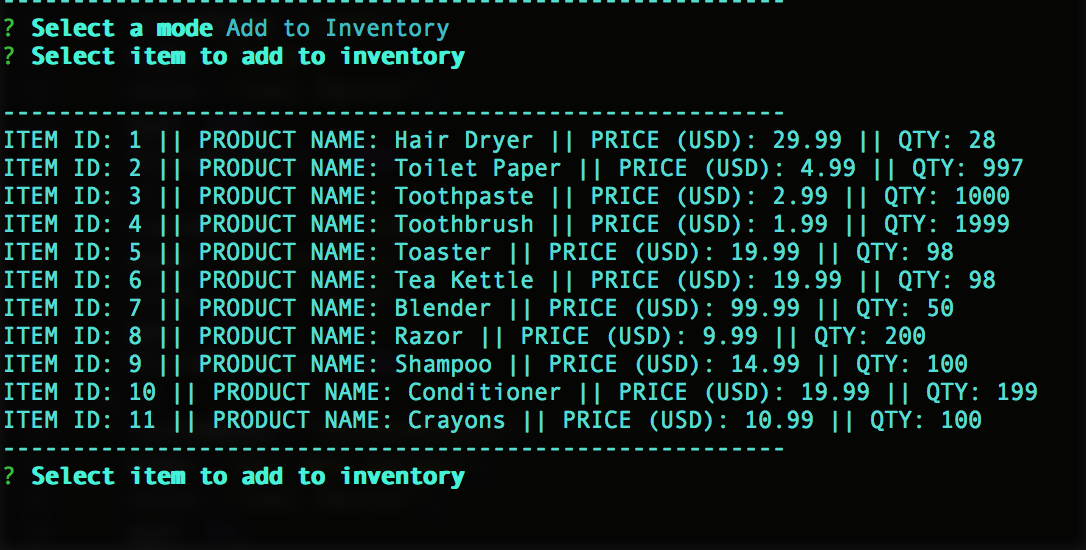 --------------------------------------------------------
? Select a mode Add to Inventory
? Select item to add to inventory
--------------------------------------------------------
ITEM ID: 1 || PRODUCT NAME: Hair Dryer || PRICE (USD): 29.99 || QTY: 28
ITEM ID: 2 || PRODUCT NAME: Toilet Paper || PRICE (USD): 4.99 || QTY: 997
ITEM ID: 3 || PRODUCT NAME: Toothpaste || PRICE (USD): 2.99 || QTY: 1000
ITEM ID: 4 || PRODUCT NAME: Toothbrush || PRICE (USD): 1.99 || QTY: 1999
ITEM ID: 5 || PRODUCT NAME: Toaster || PRICE (USD): 19.99 || QTY: 98
ITEM ID: 6 || PRODUCT NAME: Tea Kettle || PRICE (USD): 19.99 || QTY: 98
ITEM ID: 7 || PRODUCT NAME: Blender || PRICE (USD): 99.99 || QTY: 50
ITEM ID: 8 || PRODUCT NAME: Razor || PRICE (USD): 9.99 || QTY: 200
ITEM ID: 9 || PRODUCT NAME: Shampoo || PRICE (USD): 14.99 || QTY: 100
ITEM ID: 10 || PRODUCT NAME: Conditioner || PRICE (USD): 19.99 || QTY: 199
ITEM ID: 11 || PRODUCT NAME: Crayons || PRICE (USD): 10.99 || QTY: 100
--------------------------------------------------------
? Select item to add to inventory